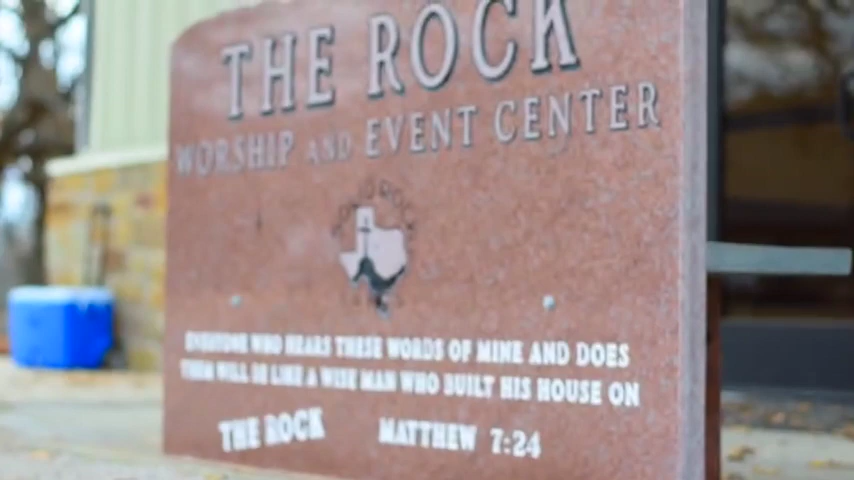 THE ROCK
WORSHIP AND EVENT CENTER
EVERYONE WHO HEARS THESE WORDS OF MINE AND DOES
THEM WILL BE LIKE A WISE MAN WHO BUILT HIS HOUSE ON
THE ROCK MATTHEW 7:24